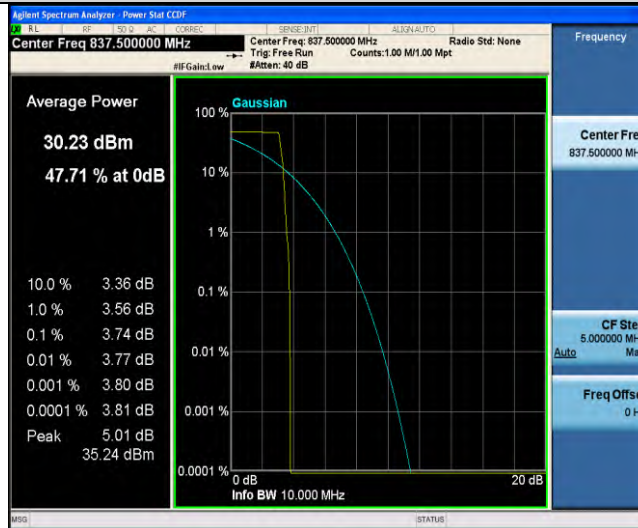 Agilent Spectrum Analyzer - Power Stat CCDF
RL RF 50 Ω AC CORREC SENSE:INT ALIGNAUTO
Center Freq 837.500000 MHz
Center Freq: 837.500000 MHz Radio Std: None
Trig: Free Run Counts:1.00 M/1.00 Mpt
#IFGain:Low #Atten: 40 dB
Frequency
Average Power
30.23 dBm
47.71 % at 0dB
10.0 % 3.36 dB
1.0 % 3.56 dB
0.1 % 3.74 dB
0.01 % 3.77 dB
0.001 % 3.80 dB
0.0001 % 3.81 dB
Peak 5.01 dB
35.24 dBm
Gaussian
100 %
10 %
1 %
0.1 %
0.01 %
0.001 %
0.0001 %
0 dB 20 dB
Info BW 10.000 MHz
Center Fre
837.500000 MH
CF Ste
5.000000 MH
Auto Ma
Freq Offse
0 H
MSG STATUS